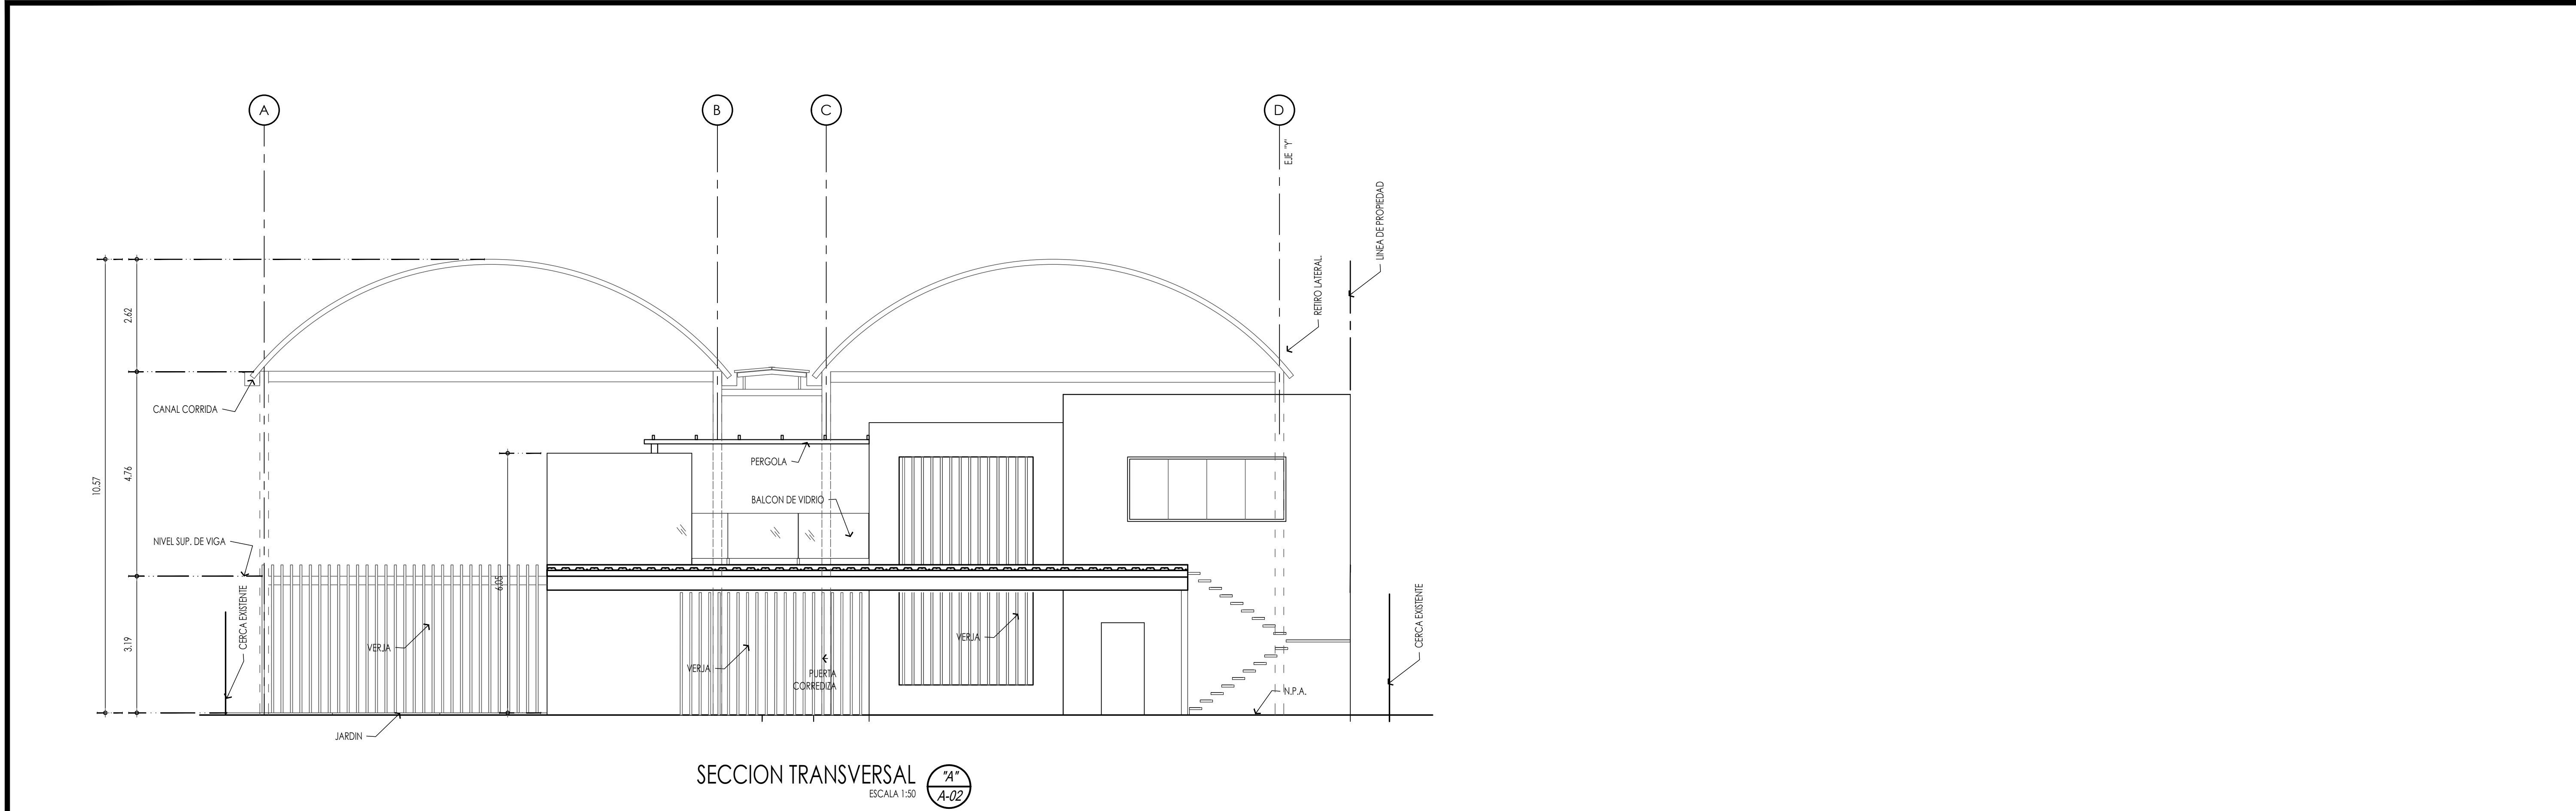 A
B
C
D
EJE "Y"
LINEA DE PROPIEDAD
RETIRO LATERAL.
2.62
CANAL CORRIDA
PERGOLA
4.76
10.57
BALCON DE VIDRIO
NIVEL SUP. DE VIGA
6.05
CERCA EXISTENTE
CERCA EXISTENTE
3.19
VERJA
VERJA
VERJA
PUERTA
CORREDIZA
N.P.A.
JARDIN
SECCION TRANSVERSAL
ESCALA 1:50
"A"
A-02